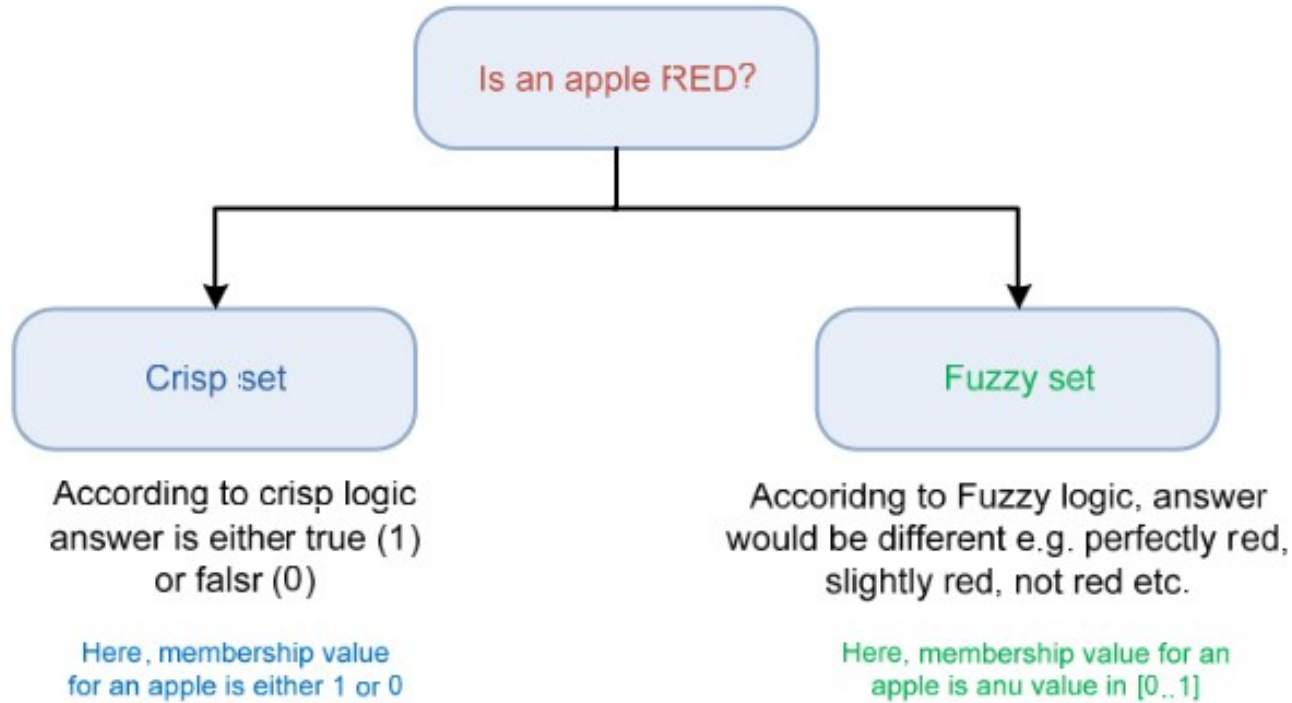 Is an apple RED?
Crisp set
Fuzzy set
According to crisp logic
answer is either true (1)
or falsr (0)
Accoridng to Fuzzy logic, answer
would be different e.g. perfectly red,
slightly red, not red etc.
Here, membership value
for an apple is either 1 or 0
Here, membership value for an
apple is anu value in [0..1]